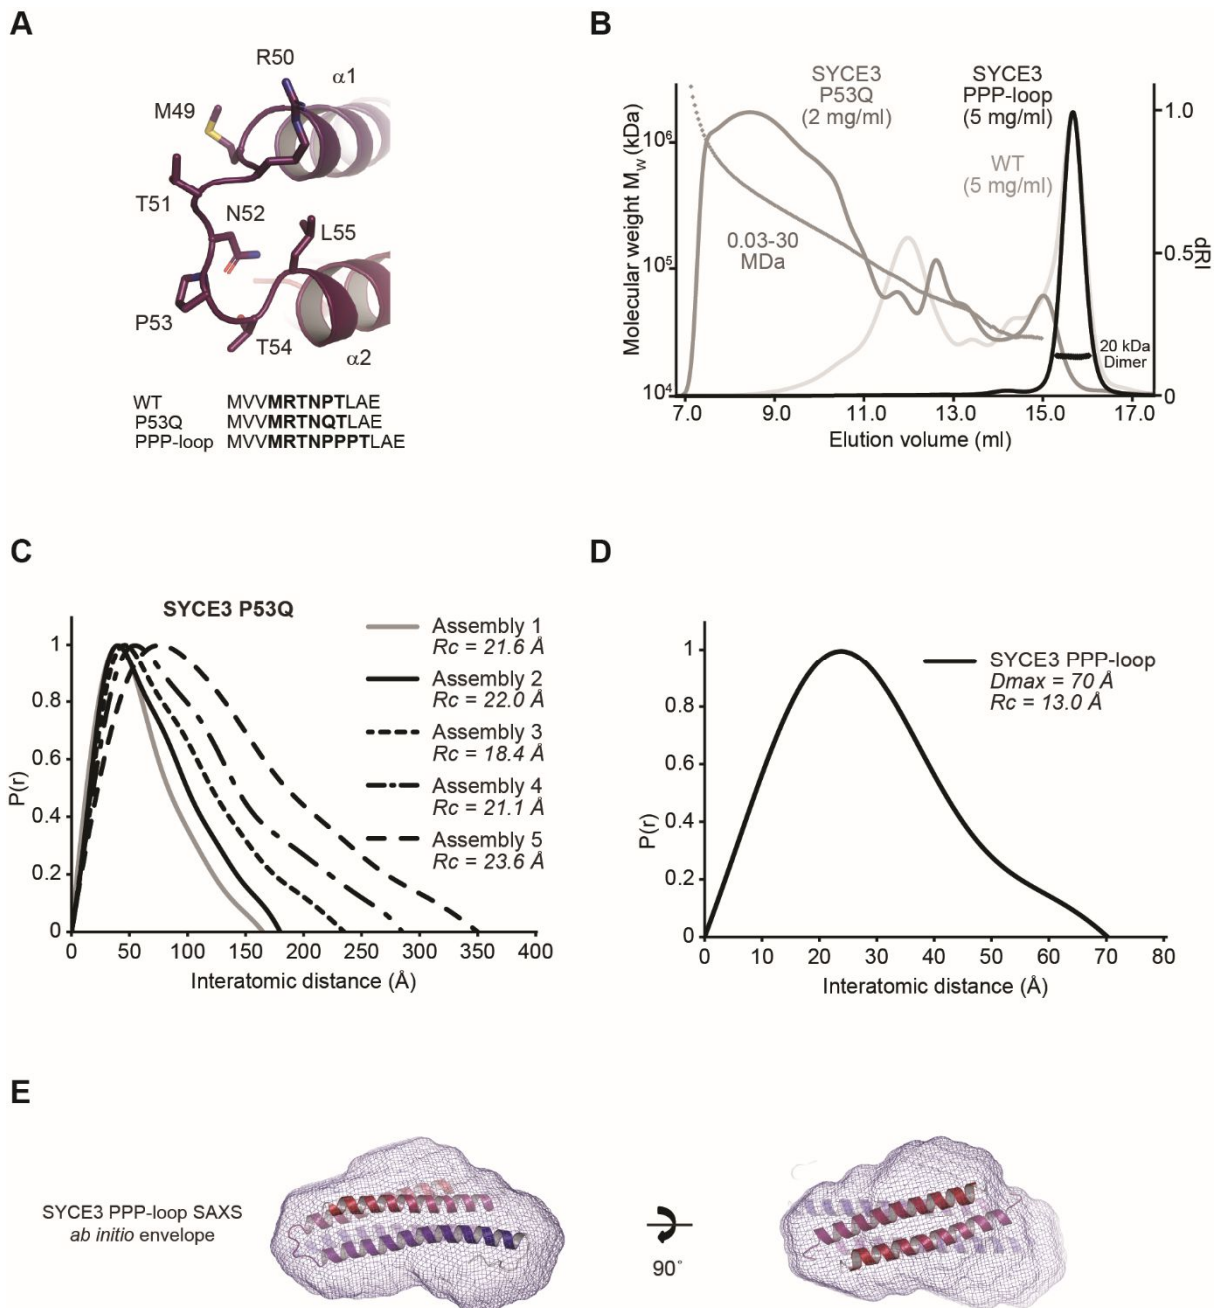 A
R50
α1
M49
T51
N52
L55
P53
T54
α2
WT MVVMRTNPTLAE
P53Q MVVMRTNQTLAE
PPP-loop MVVMRTNPPPTLAE
B
SYCE3
P53Q
(2 mg/ml)
SYCE3
PPP-loop
(5 mg/ml)
WT
(5 mg/ml)
0.03-30
MDa
20 kDa
Dimer
Molecular weight Mw (kDa)
10⁶
10⁵
10⁴
1.0
0.5
0
dRI
7.0 9.0 11.0 13.0 15.0 17.0
Elution volume (ml)
C
SYCE3 P53Q
Assembly 1
Rc = 21.6 Å
Assembly 2
Rc = 22.0 Å
Assembly 3
Rc = 18.4 Å
Assembly 4
Rc = 21.1 Å
Assembly 5
Rc = 23.6 Å
P(r)
1
0.8
0.6
0.4
0.2
0
0 50 100 150 200 250 300 350 400
Interatomic distance (Å)
D
SYCE3 PPP-loop
Dmax = 70 Å
Rc = 13.0 Å
P(r)
1
0.8
0.6
0.4
0.2
0
0 10 20 30 40 50 60 70 80
Interatomic distance (Å)
E
SYCE3 PPP-loop SAXS
ab initio envelope
90°